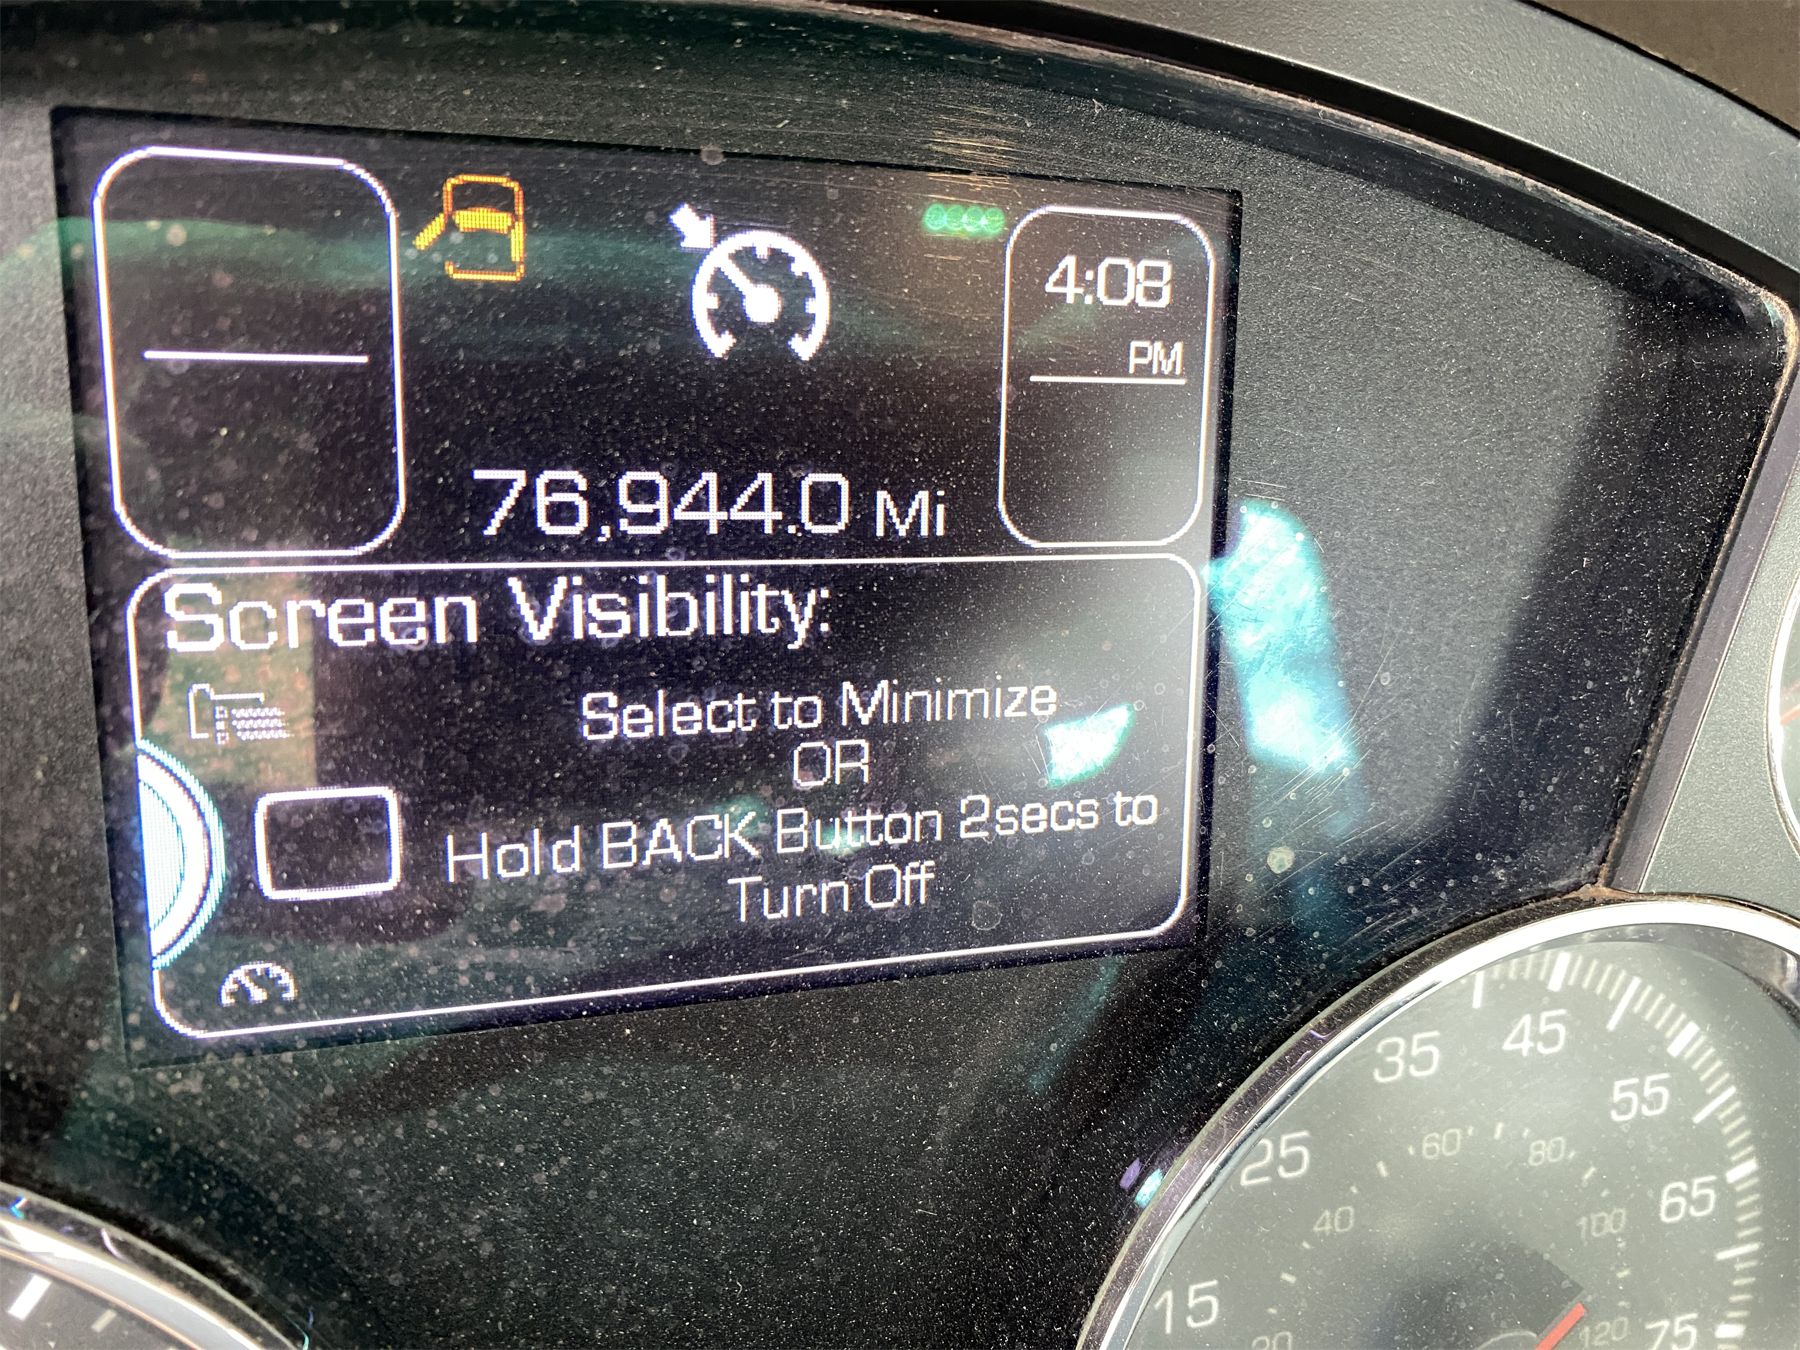 4:08
PM
76,944.0 Mi
Screen Visibility:
Select to Minimize
OR
Hold BACK Button 2secs to
Turn Off
35 45
55
25
60 80
65
40
100
15
20
120 75